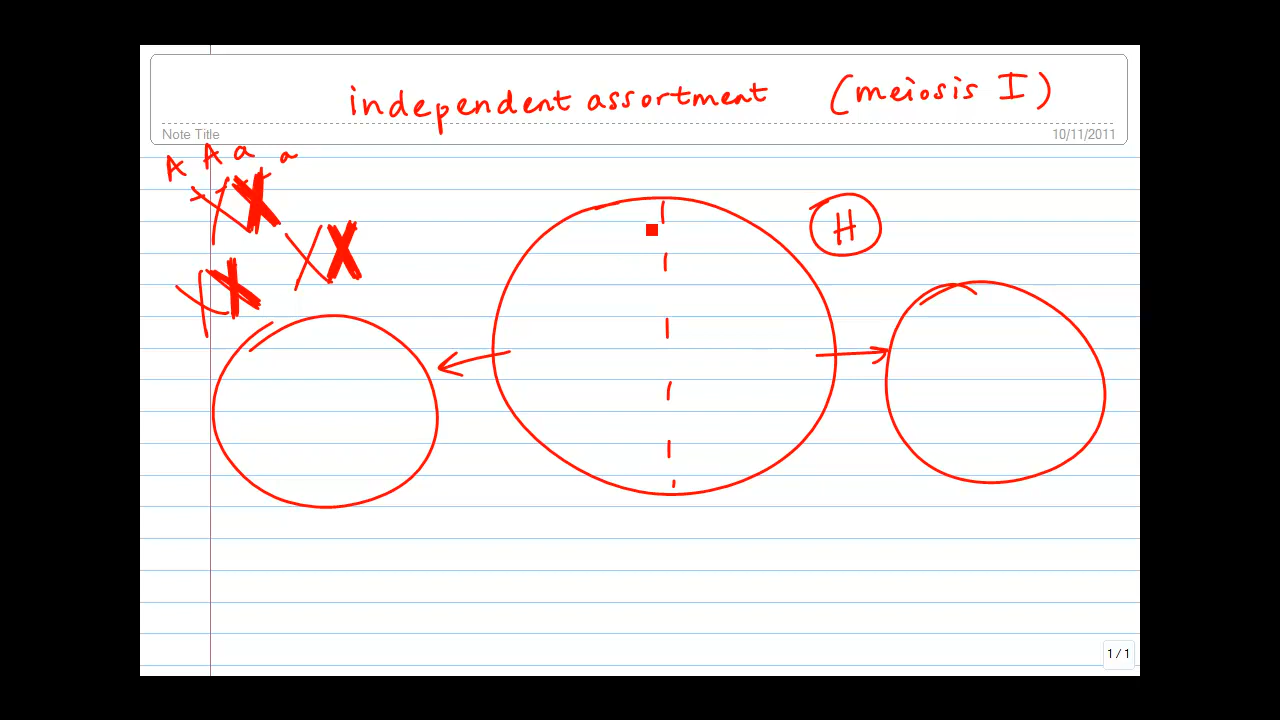 independent assortment (meiosis I)
Note Title
10/11/2011
A A a a
H
1 / 1